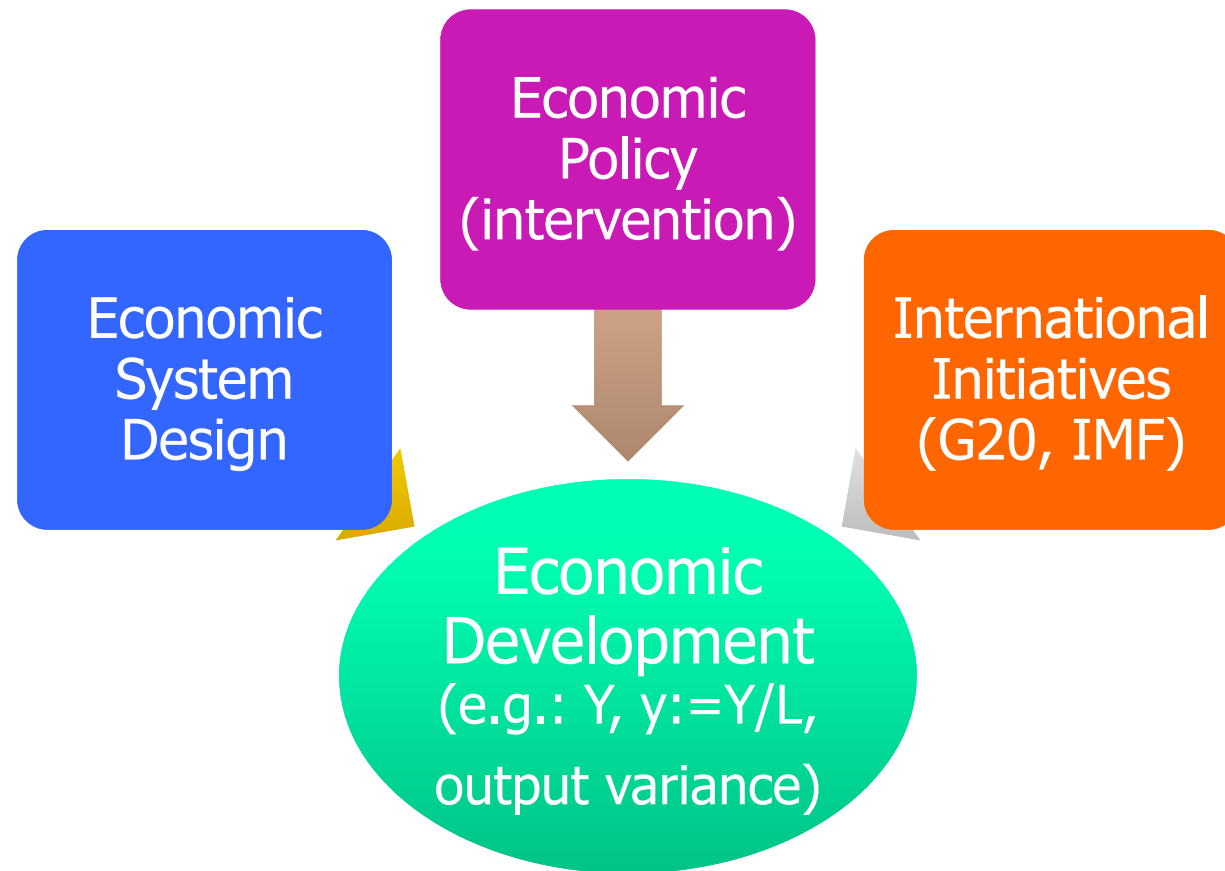 Economic
Policy
(intervention)
Economic
System
Design
International
Initiatives
(G20, IMF)
Economic
Development
(e.g.: Y, y:=Y/L,
output variance)